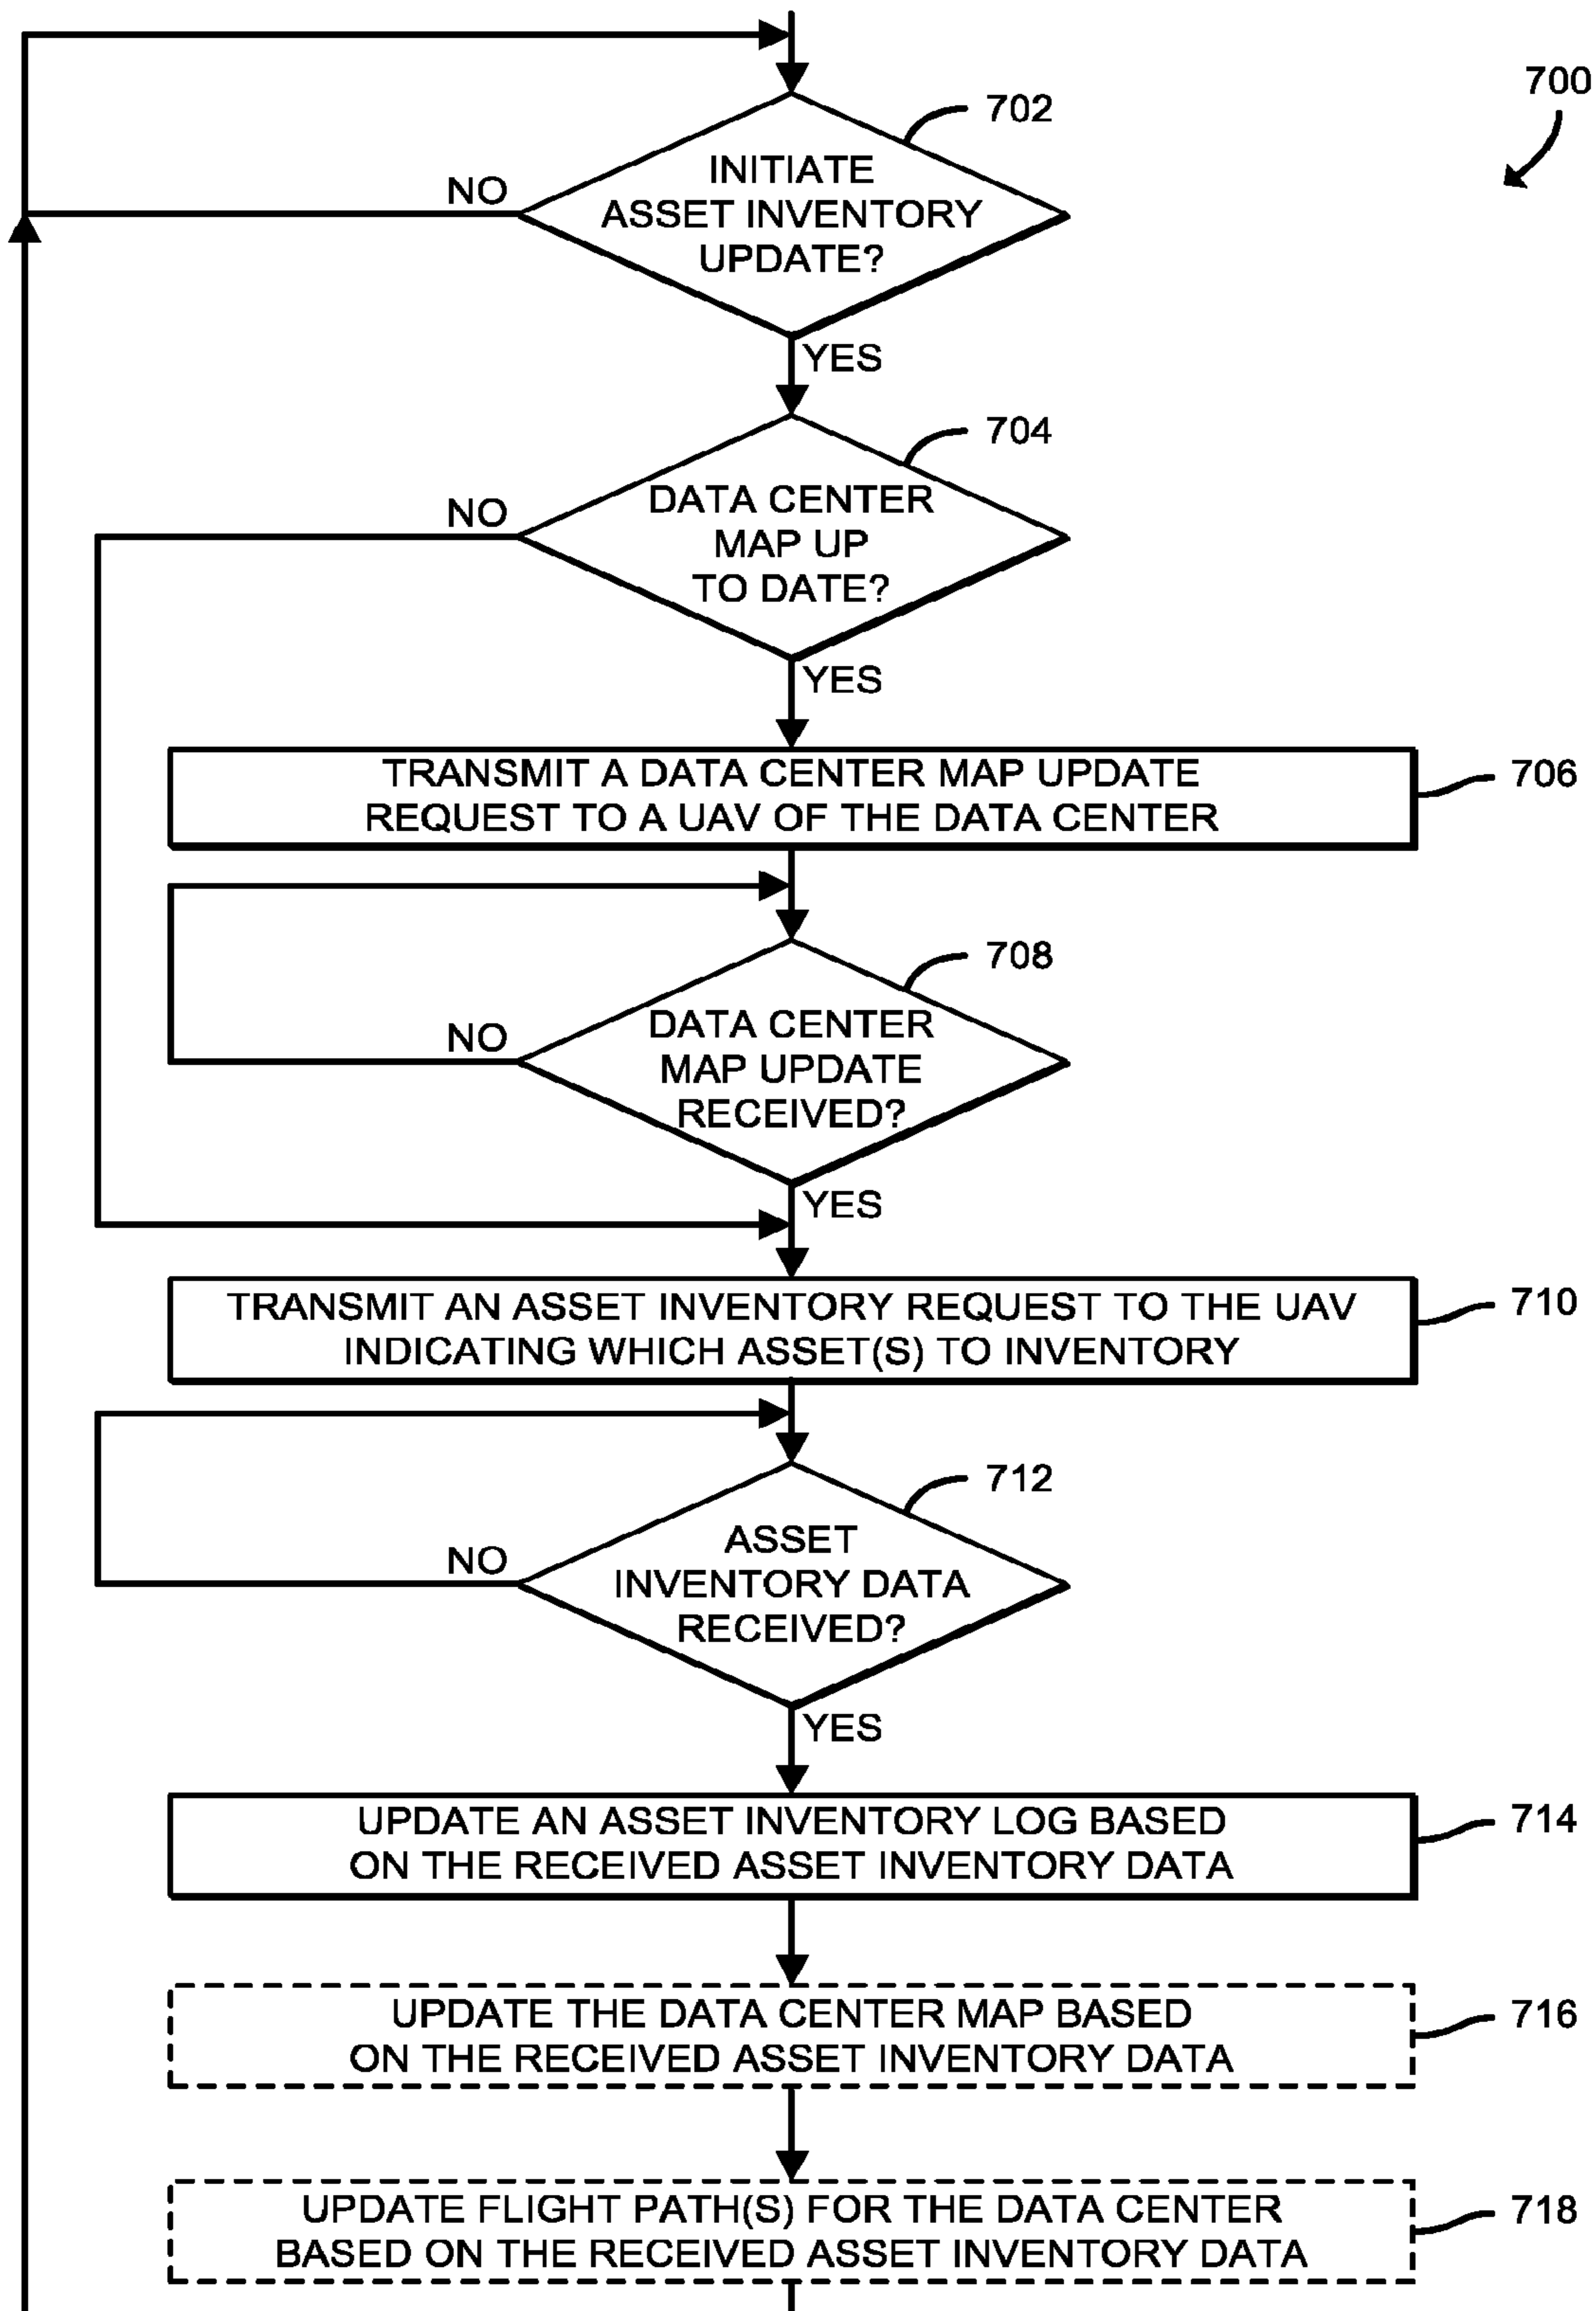 700
702
INITIATE
ASSET INVENTORY
UPDATE?
NO
YES
704
DATA CENTER
MAP UP
TO DATE?
NO
YES
TRANSMIT A DATA CENTER MAP UPDATE
REQUEST TO A UAV OF THE DATA CENTER
706
708
DATA CENTER
MAP UPDATE
RECEIVED?
NO
YES
TRANSMIT AN ASSET INVENTORY REQUEST TO THE UAV
INDICATING WHICH ASSET(S) TO INVENTORY
710
712
ASSET
INVENTORY DATA
RECEIVED?
NO
YES
UPDATE AN ASSET INVENTORY LOG BASED
ON THE RECEIVED ASSET INVENTORY DATA
714
UPDATE THE DATA CENTER MAP BASED
ON THE RECEIVED ASSET INVENTORY DATA
716
UPDATE FLIGHT PATH(S) FOR THE DATA CENTER
BASED ON THE RECEIVED ASSET INVENTORY DATA
718